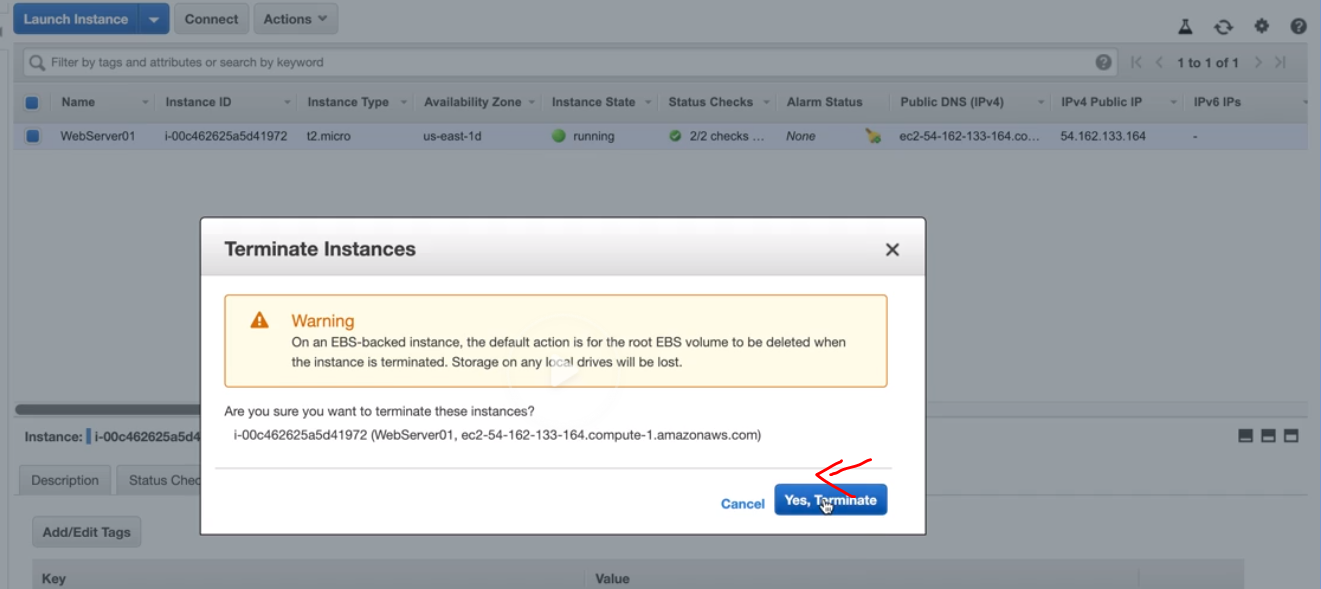 Launch Instance Connect Actions
Filter by tags and attributes or search by keyword 1 to 1 of 1
Name Instance ID Instance Type Availability Zone Instance State Status Checks Alarm Status Public DNS (IPv4) IPv4 Public IP IPv6 IPs
WebServer01 i-00c462625a5d41972 t2.micro us-east-1d running 2/2 checks ... None ec2-54-162-133-164.co... 54.162.133.164 -
Terminate Instances
Warning
On an EBS-backed instance, the default action is for the root EBS volume to be deleted when
the instance is terminated. Storage on any local drives will be lost.
Are you sure you want to terminate these instances?
i-00c462625a5d41972 (WebServer01, ec2-54-162-133-164.compute-1.amazonaws.com)
Cancel Yes, Terminate
Instance: i-00c462625a5d4
Description Status Chec
Add/Edit Tags
Key Value